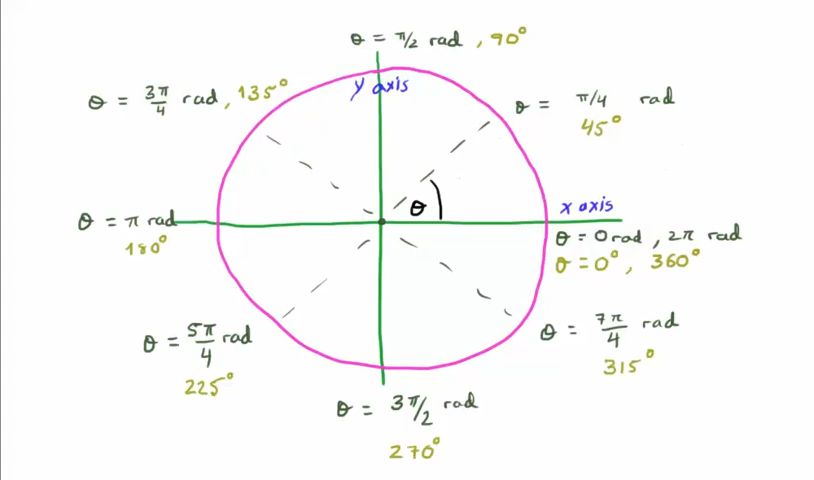 θ = π/2 rad , 90°
y axis
θ = 3π/4 rad, 135°
θ = π/4 rad
45°
θ
x axis
θ = π rad
180°
θ = 0 rad , 2π rad
θ = 0° , 360°
θ = 5π/4 rad
225°
θ = 7π/4 rad
315°
θ = 3π/2 rad
270°